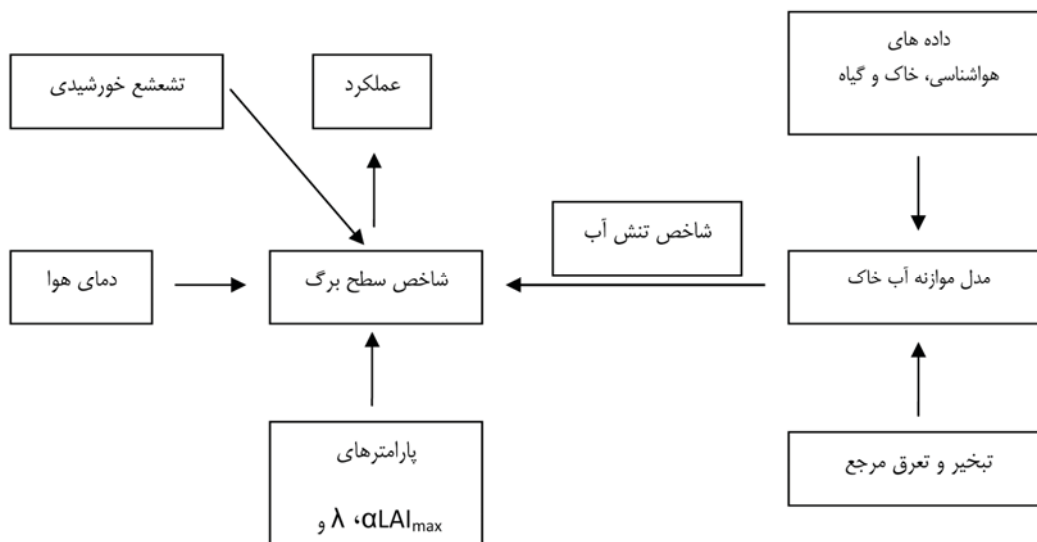 داده های
هواشناسی، خاک و گیاه
عملکرد
تشعشع خورشیدی
شاخص تنش آب
مدل موازنه آب خاک
شاخص سطح برگ
دمای هوا
تبخیر و تعرق مرجع
پارامترهای
λ ،αLAImax و